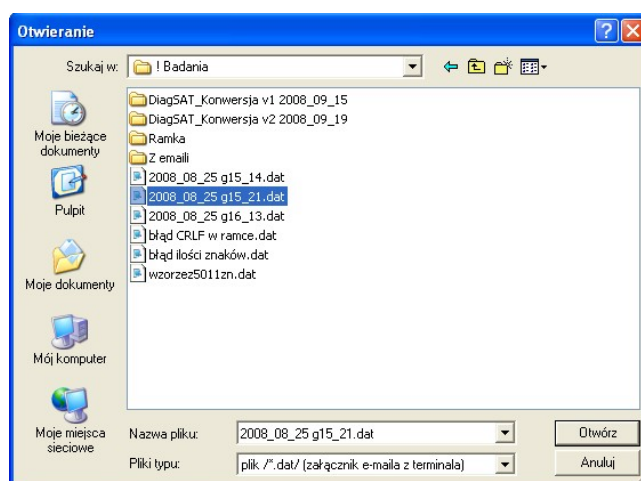 Otwieranie
Szukaj w:
! Badania
Moje bieżące
dokumenty
Pulpit
Moje dokumenty
Mój komputer
Moje miejsca
sieciowe
DiagSAT_Konwersja v1 2008_09_15
DiagSAT_Konwersja v2 2008_09_19
Ramka
Z emaili
2008_08_25 g15_14.dat
2008_08_25 g15_21.dat
2008_08_25 g16_13.dat
błąd CRLF w ramce.dat
błąd ilości znaków.dat
wzorzez5011zn.dat
Nazwa pliku:
2008_08_25 g15_21.dat
Otwórz
Pliki typu:
plik /*.dat/ (załącznik e-maila z terminala)
Anuluj